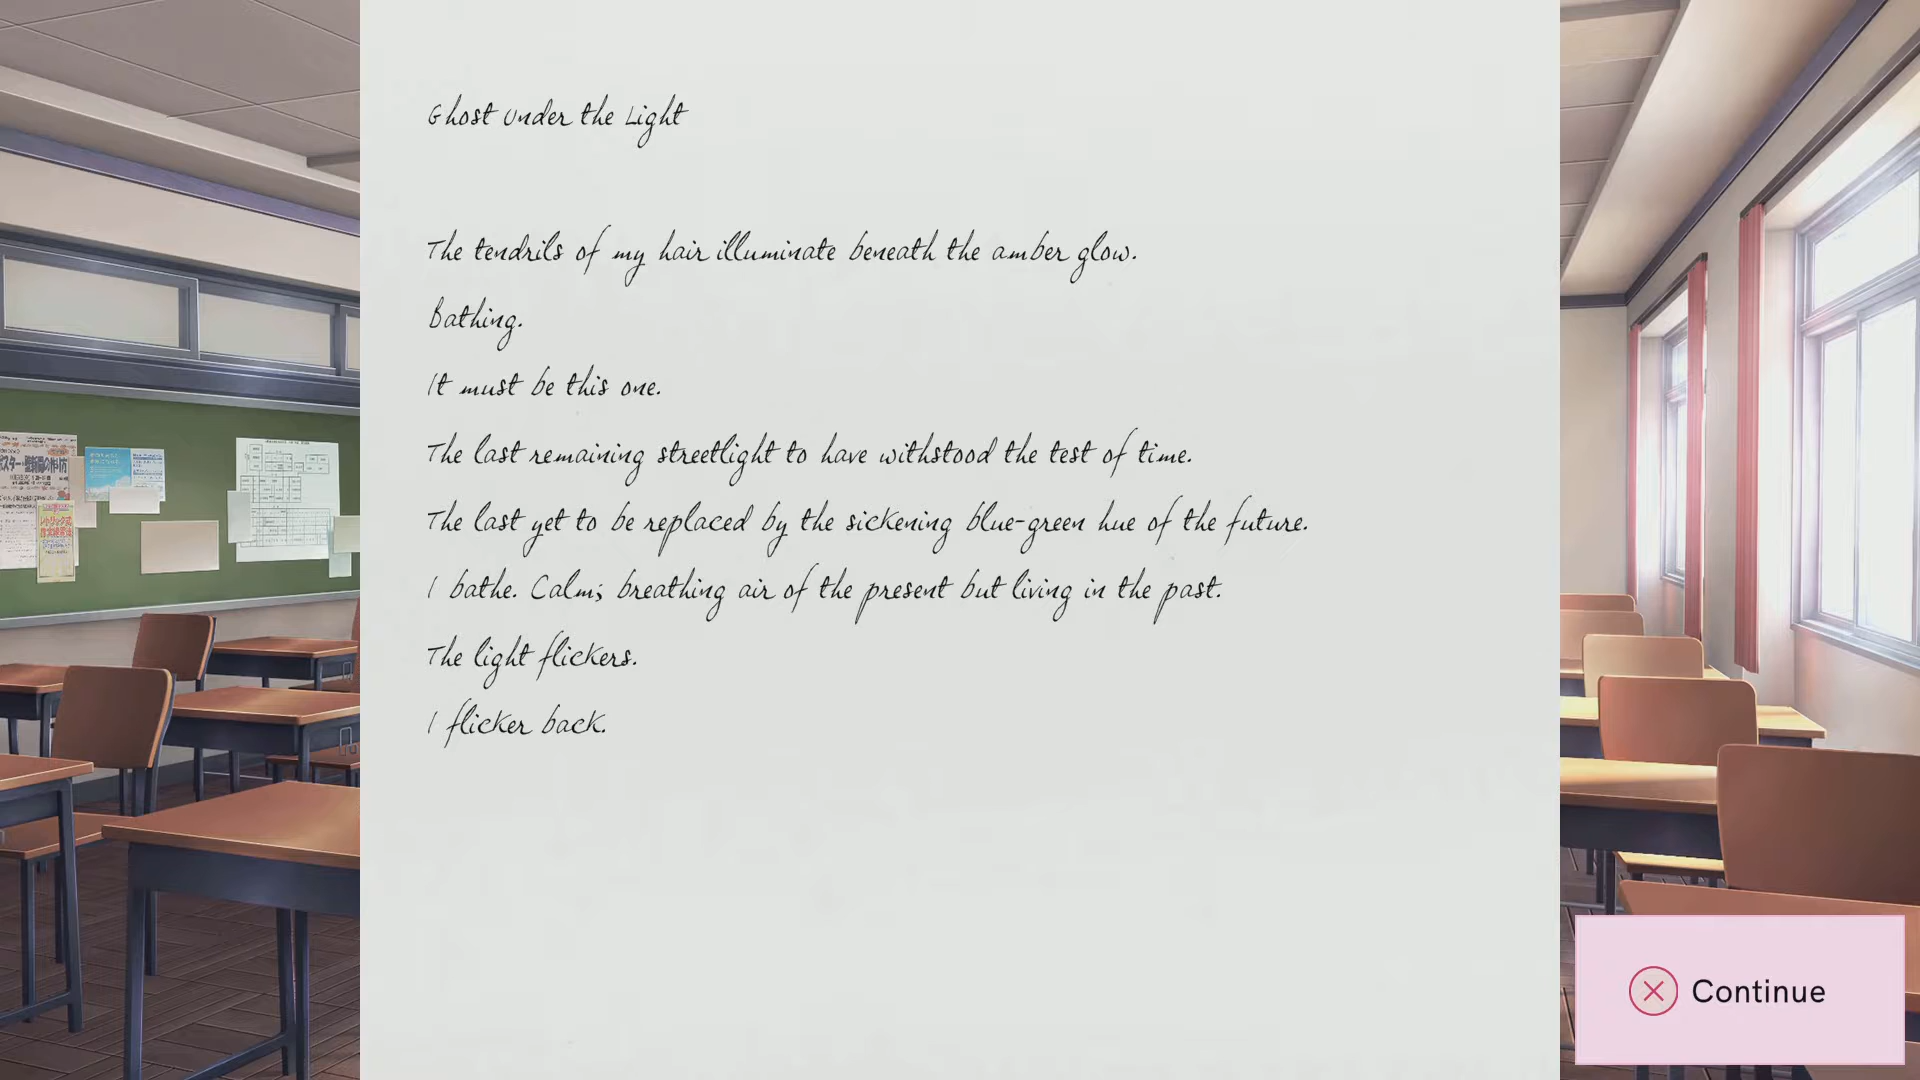 Ghost Under the Light
The tendrils of my hair illuminate beneath the amber glow.
Bathing.
It must be this one.
The last remaining streetlight to have withstood the test of time.
The last yet to be replaced by the sickening blue-green hue of the future.
I bathe. Calm; breathing air of the present but living in the past.
The light flickers.
I flicker back.
Continue